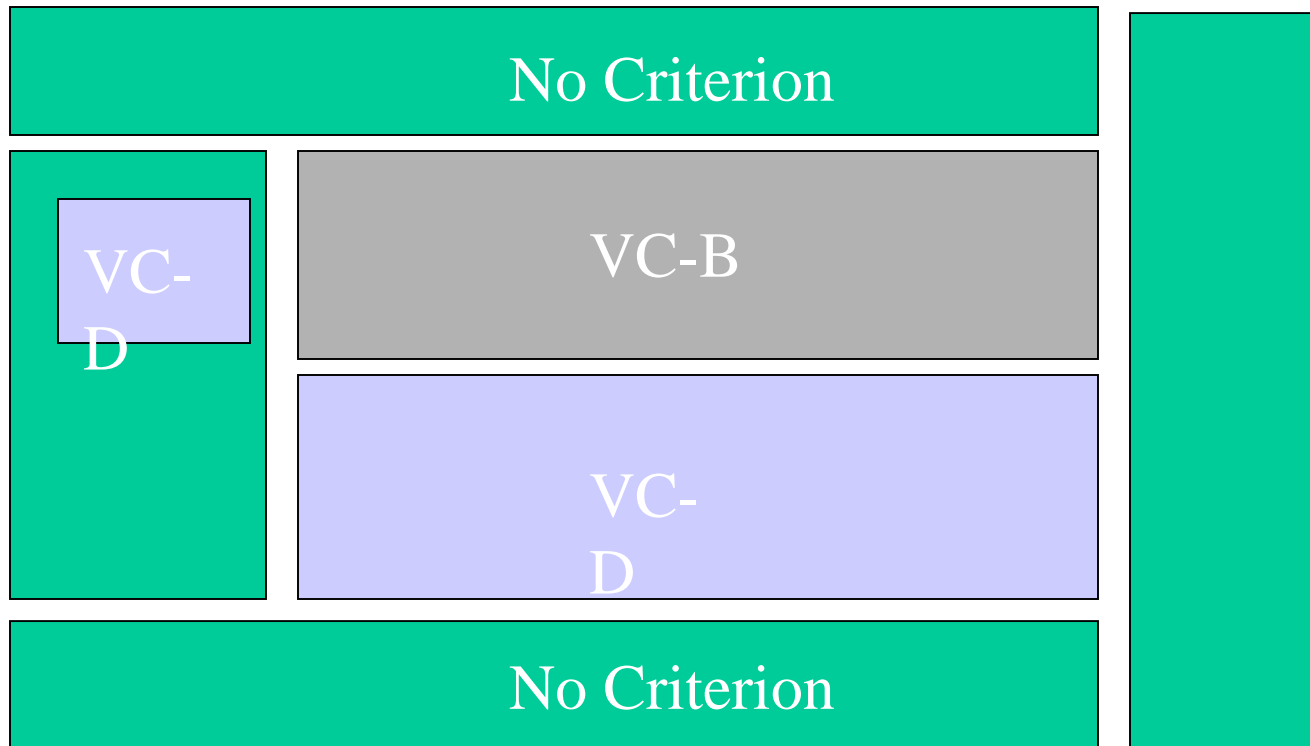 No Criterion
VC-
D
VC-B
VC-
D
No Criterion